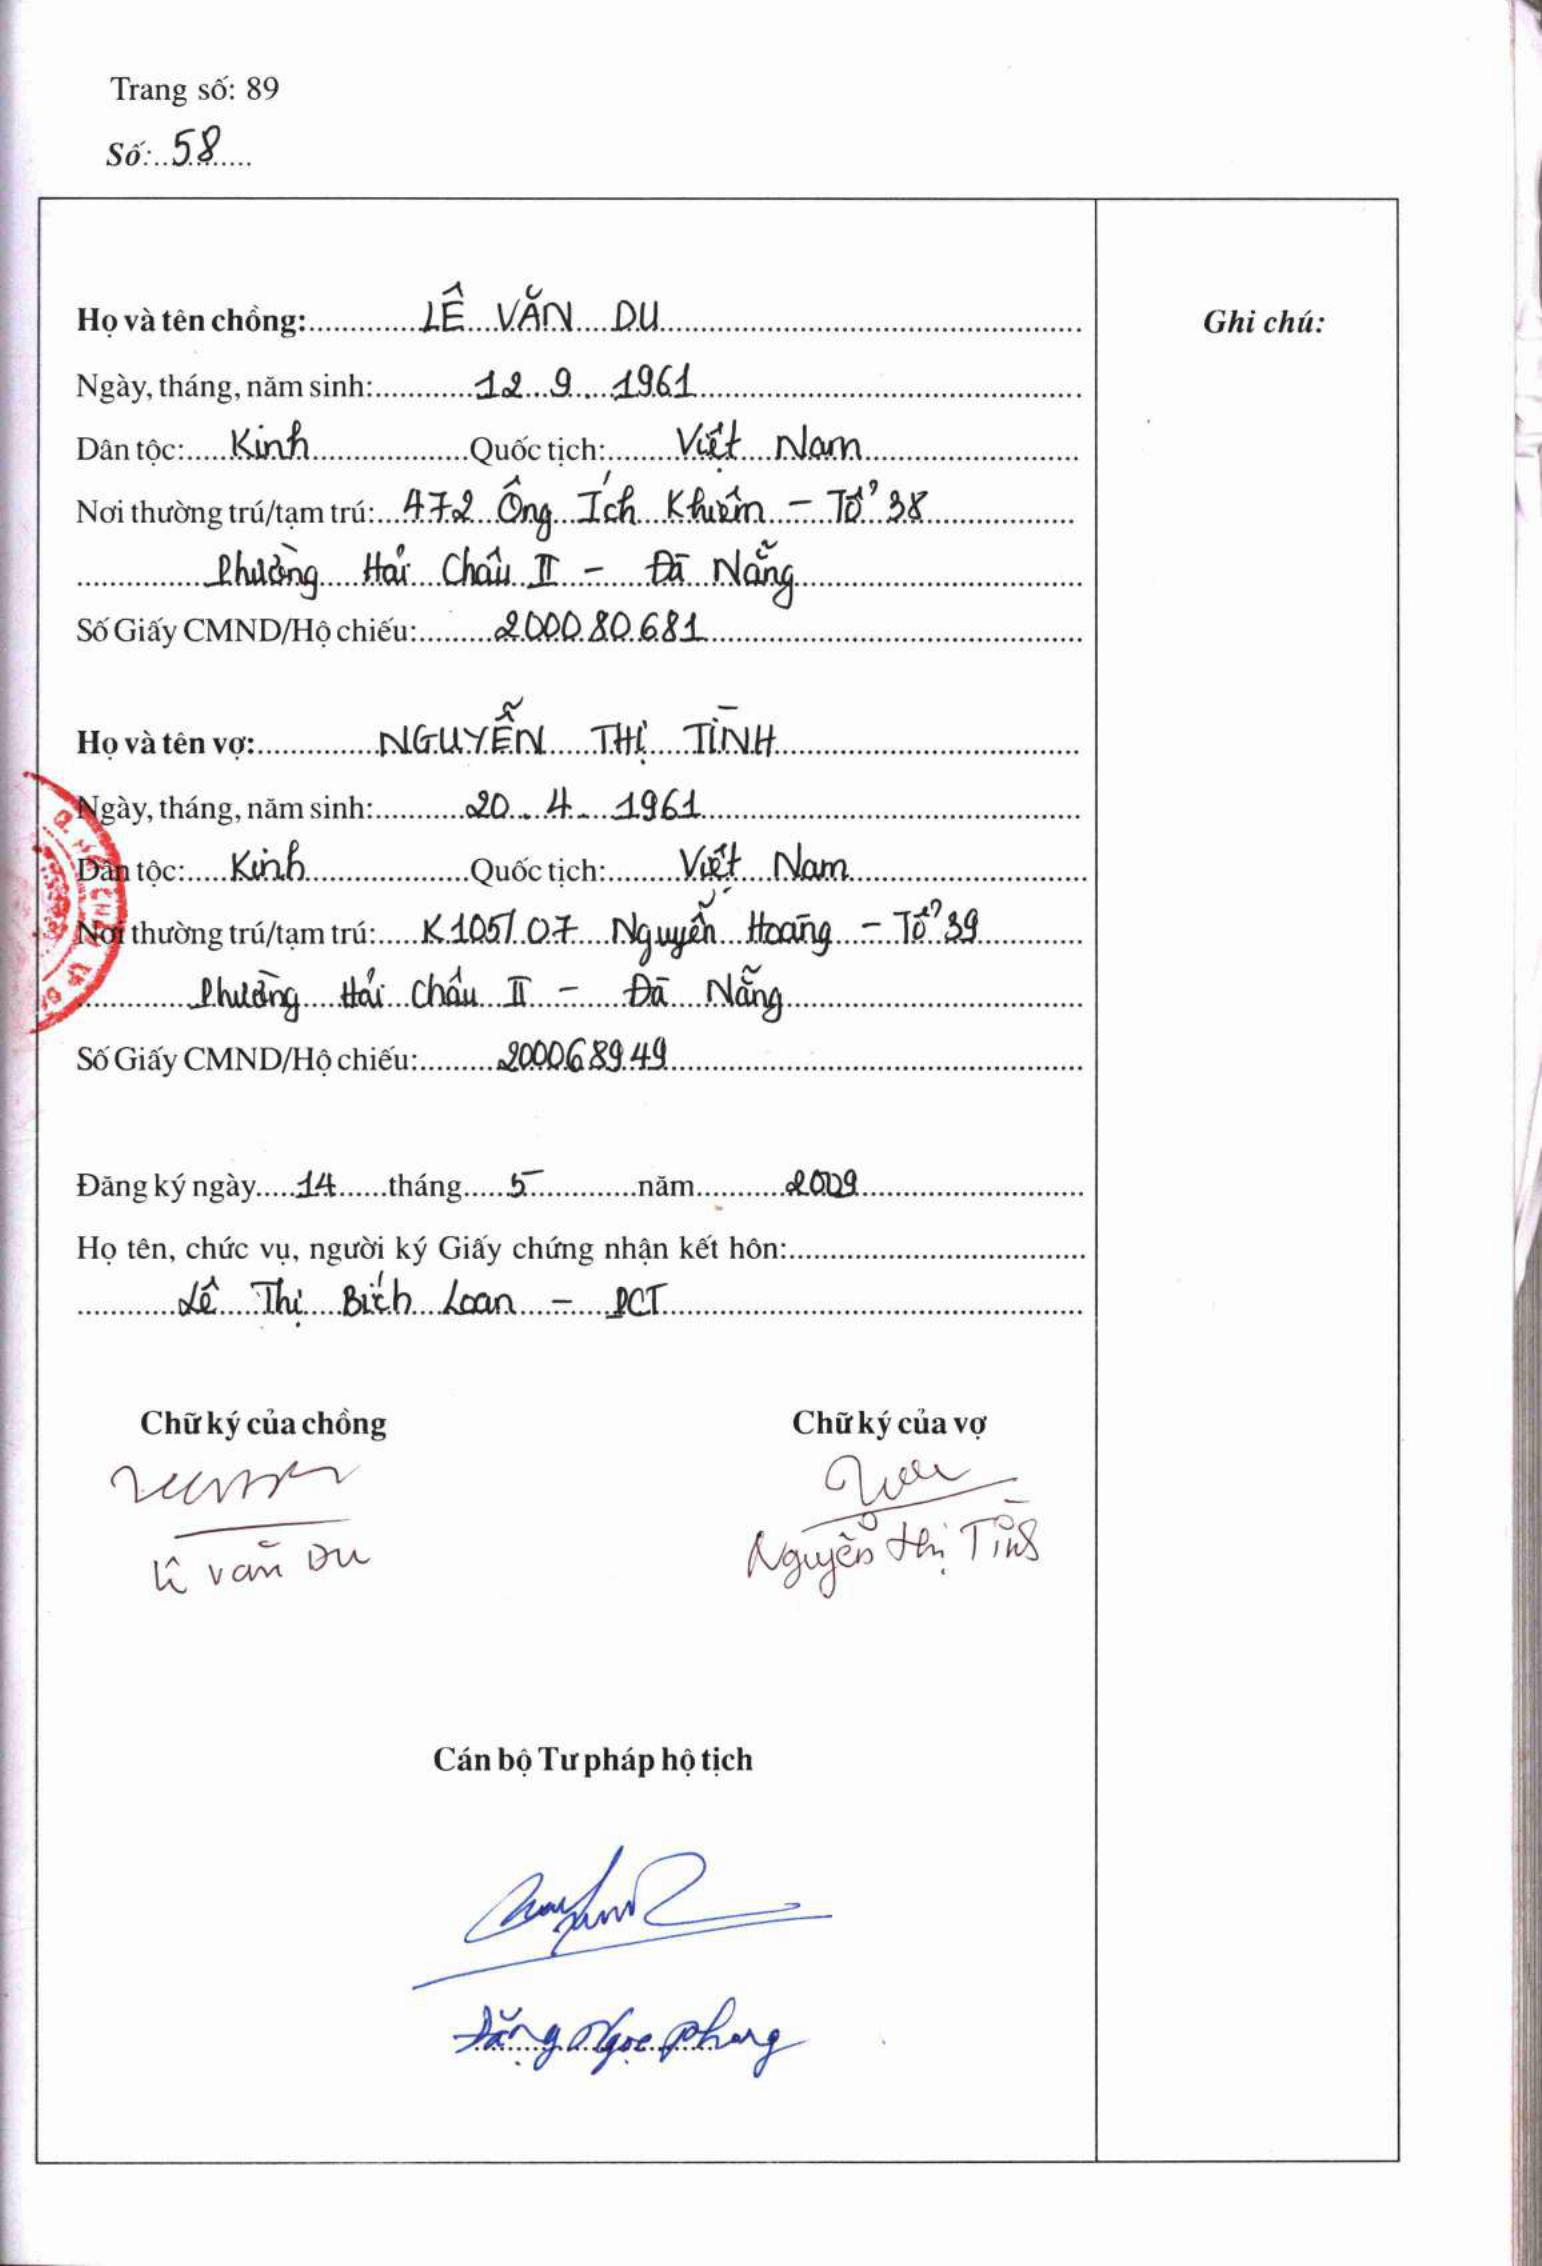 Trang số: 89
Số: 58
Họ và tên chồng: LÊ VĂN DU
Ghi chú:
Ngày, tháng, năm sinh: 12 . 9 . 1961
Dân tộc: Kinh Quốc tịch: Việt Nam
Nơi thường trú/tạm trú: 472 Ông Ích Khiêm - Tổ 38
Phường Hải Châu II - Đà Nẵng
Số Giấy CMND/Hộ chiếu: 200080681
Họ và tên vợ: NGUYỄN THỊ TÌNH
Ngày, tháng, năm sinh: 20 . 4 . 1961
Dân tộc: Kinh Quốc tịch: Việt Nam
Nơi thường trú/tạm trú: K105/07 Nguyễn Hoàng - Tổ 39
Phường Hải Châu II - Đà Nẵng
Số Giấy CMND/Hộ chiếu: 200068949
Đăng ký ngày 14 tháng 5 năm 2009
Họ tên, chức vụ, người ký Giấy chứng nhận kết hôn:
Lê Thị Bích Loan - PCT
Chữ ký của chồng Chữ ký của vợ
Lê Văn Du
Nguyễn Thị Tình
Cán bộ Tư pháp hộ tịch
Đặng Ngọc Phong